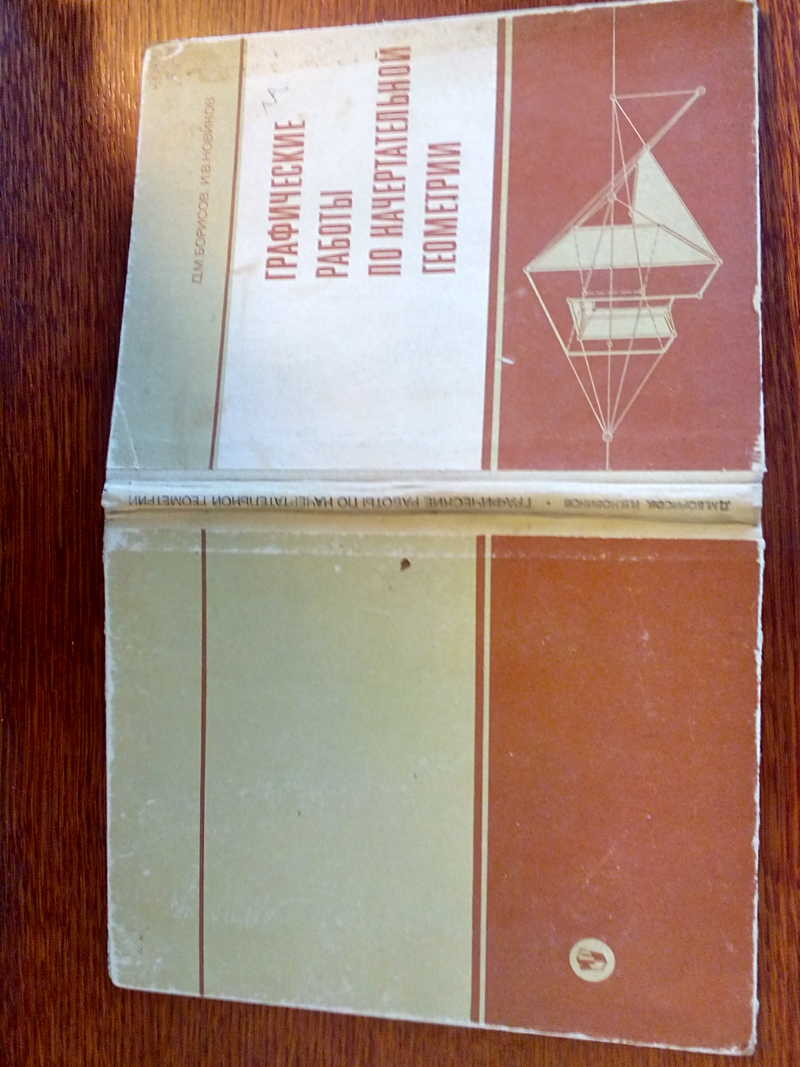 Д.М.БОРИСОВ, И.В.НОВИКОВ
ГРАФИЧЕСКИЕ
РАБОТЫ
ПО НАЧЕРТАТЕЛЬНОЙ
ГЕОМЕТРИИ
Д.М.БОРИСОВ, И.В.НОВИКОВ • ГРАФИЧЕСКИЕ РАБОТЫ ПО НАЧЕРТАТЕЛЬНОЙ ГЕОМЕТРИИ